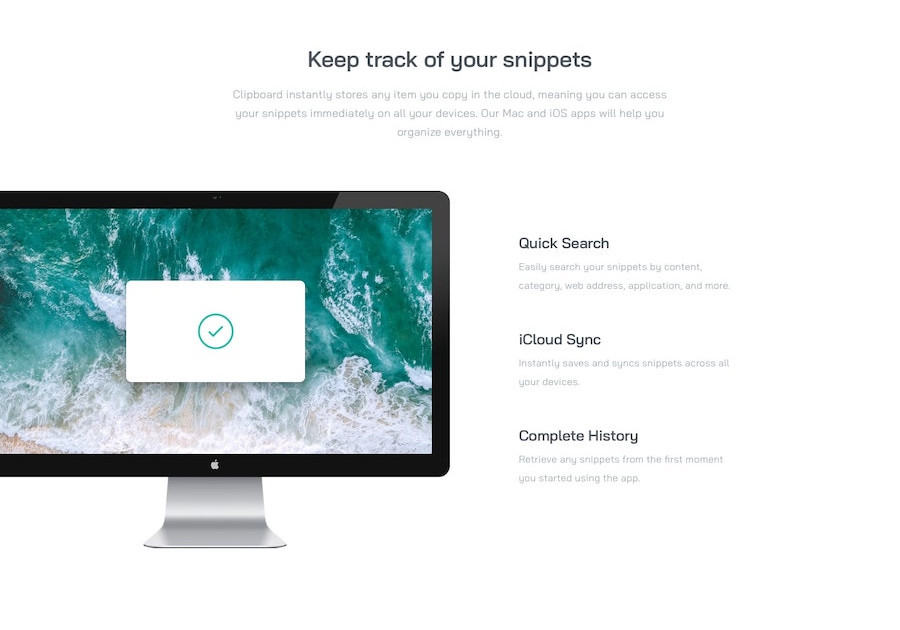 Keep track of your snippets
Clipboard instantly stores any item you copy in the cloud, meaning you can access
your snippets immediately on all your devices. Our Mac and iOS apps will help you
organize everything.
Quick Search
Easily search your snippets by content,
category, web address, application, and more.
iCloud Sync
Instantly saves and syncs snippets across all
your devices.
Complete History
Retrieve any snippets from the first moment
you started using the app.